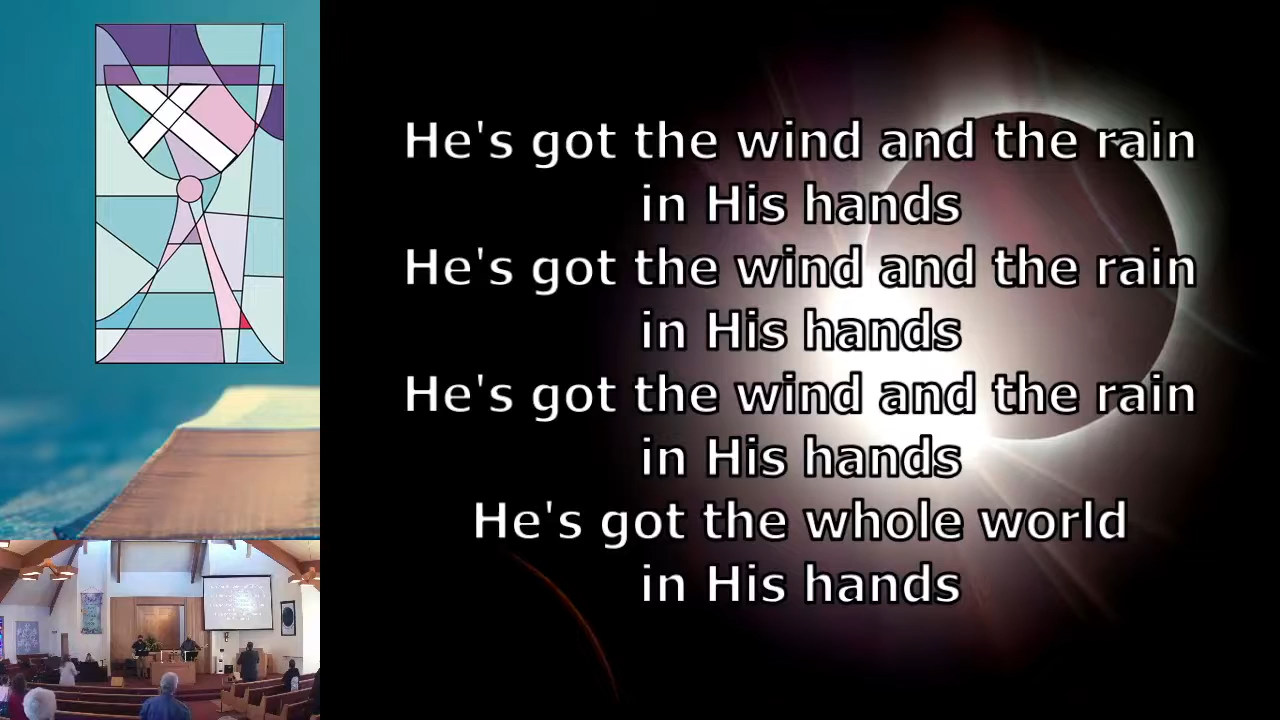 He's got the wind and the rain
in His hands
He's got the wind and the rain
in His hands
He's got the wind and the rain
in His hands
He's got the whole world
in His hands